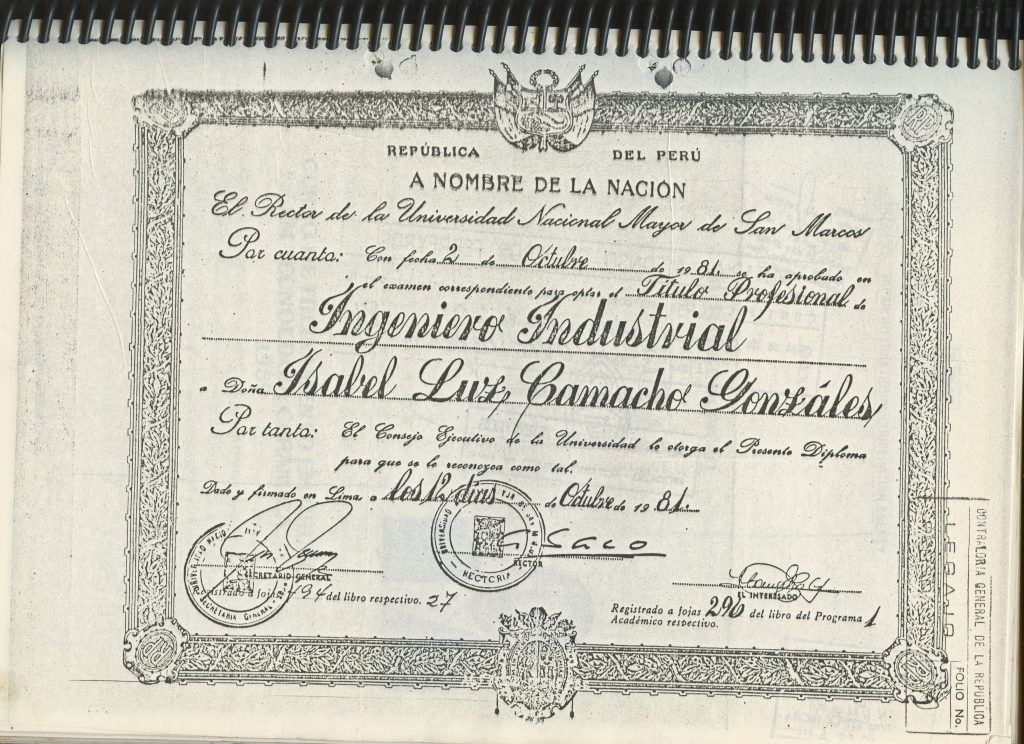 REPÚBLICA DEL PERÚ
A NOMBRE DE LA NACIÓN
El Rector de la Universidad Nacional Mayor de San Marcos
Por cuanto: Con fecha 2 de Octubre de 1981. se ha aprobado en
el examen correspondiente para optar el Título Profesional de
Ingeniero Industrial
a Doña Isabel Luz, Camacho Gonzáles,
Por tanto: El Consejo Ejecutivo de la Universidad le otorga el Presente Diploma
para que se le reconozca como tal.
Dado y firmado en Lima a los 12 días de Octubre de 1981.
SECRETARIO GENERAL
RECTOR
EL INTERESADO
RECTORIA
SECRETARIA GENERAL
Registrado a fojas 194 del libro respectivo. 27
Registrado a fojas 296 del libro del Programa 1
Académico respectivo.
CONTRALORIA GENERAL DE LA REPÚBLICA
FOLIO No.